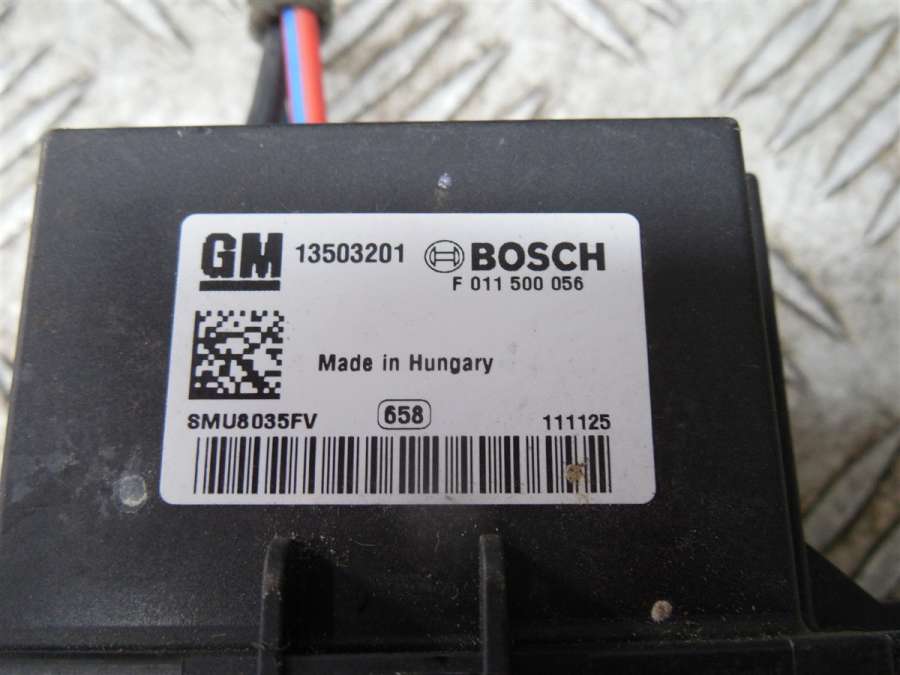 GM 13503201 BOSCH
F 011 500 056
Made in Hungary
SMU8035FV 658 111125